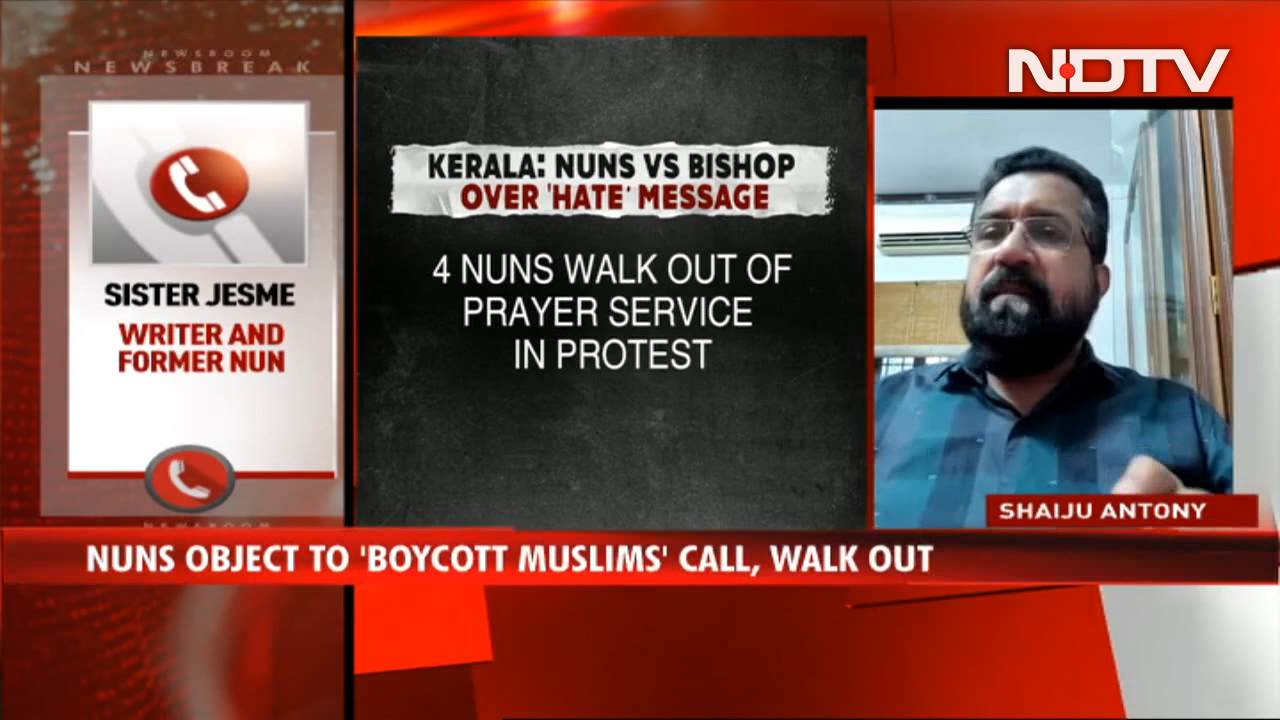 NEWSROOM
NEWSBREAK
SISTER JESME
WRITER AND
FORMER NUN
NEWSROOM
KERALA: NUNS VS BISHOP
OVER 'HATE' MESSAGE
4 NUNS WALK OUT OF
PRAYER SERVICE
IN PROTEST
NDTV
SHAIJU ANTONY
NUNS OBJECT TO 'BOYCOTT MUSLIMS' CALL, WALK OUT